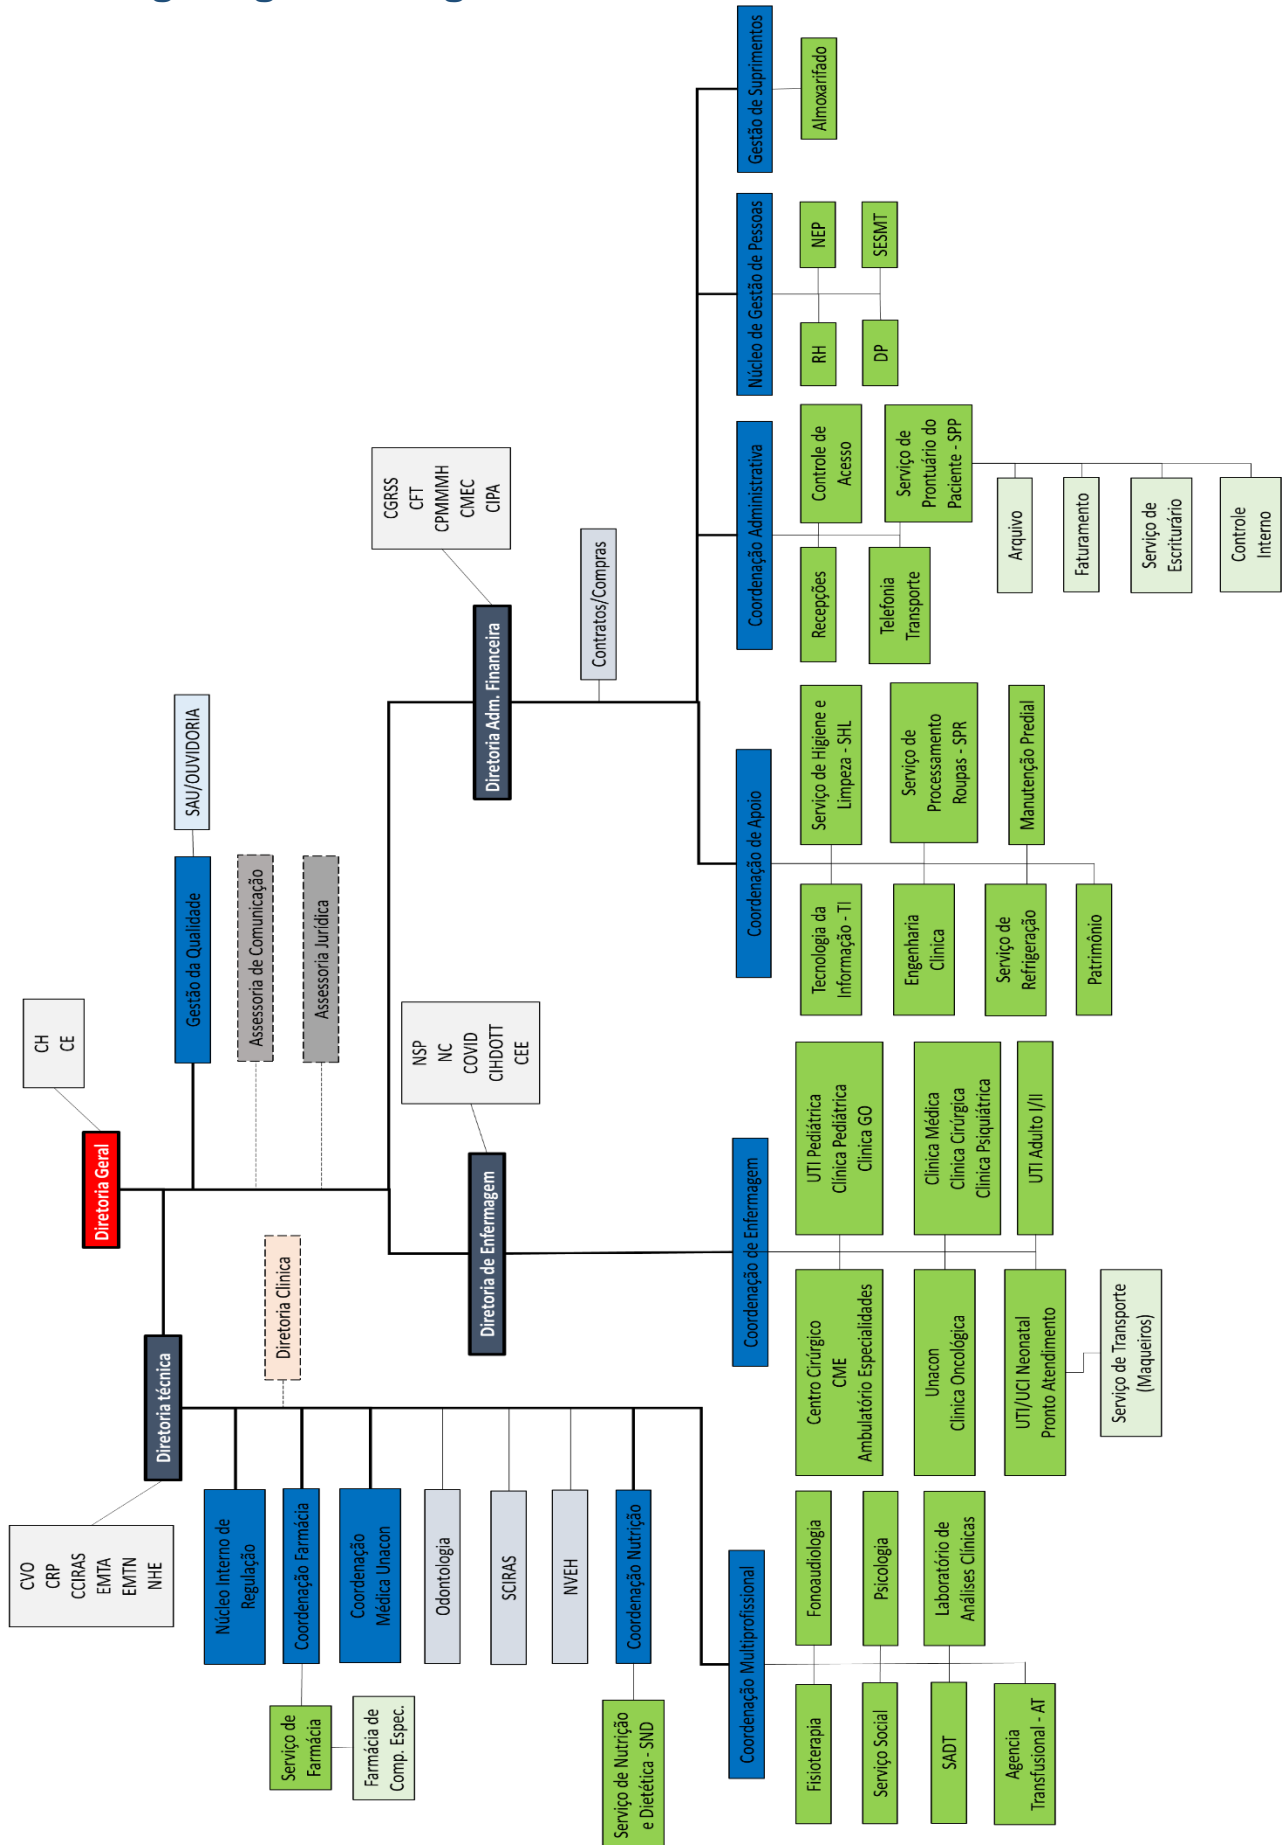 Diretoria Geral
CH
CE
Gestão da Qualidade
SAU/OUVIDORIA
Assessoria de Comunicação
Assessoria Jurídica
Diretoria técnica
CVO
CRP
CCIRAS
EMTA
EMTN
NHE
Diretoria Clinica
Núcleo Interno de
Regulação
Coordenação Farmácia
Serviço de
Farmácia
Farmácia de
Comp. Espec.
Coordenação
Médica Unacon
Odontologia
SCIRAS
NVEH
Coordenação Nutrição
Serviço de Nutrição
e Dietética - SND
Coordenação Multiprofissional
Fisioterapia
Fonoaudiologia
Serviço Social
Psicologia
SADT
Laboratório de
Análises Clínicas
Agencia
Transfusional - AT
Diretoria de Enfermagem
NSP
NC
COVID
CIHDOTT
CEE
Coordenação de Enfermagem
Centro Cirúrgico
CME
Ambulatório Especialidades
UTI Pediátrica
Clínica Pediátrica
Clinica GO
Unacon
Clinica Oncológica
Clinica Médica
Clinica Cirúrgica
Clinica Psiquiátrica
UTI/UCI Neonatal
Pronto Atendimento
UTI Adulto I/II
Serviço de Transporte
(Maqueiros)
Diretoria Adm. Financeira
CGRSS
CFT
CPMMMH
CMEC
CIPA
Contratos/Compras
Coordenação de Apoio
Tecnologia da
Informação - TI
Serviço de Higiene e
Limpeza - SHL
Engenharia
Clinica
Serviço de
Processamento
Roupas - SPR
Serviço de
Refrigeração
Manutenção Predial
Patrimônio
Coordenação Administrativa
Recepções
Controle de
Acesso
Telefonia
Transporte
Serviço de
Prontuário do
Paciente - SPP
Arquivo
Faturamento
Serviço de
Escriturário
Controle
Interno
Núcleo de Gestão de Pessoas
RH
NEP
DP
SESMT
Gestão de Suprimentos
Almoxarifado